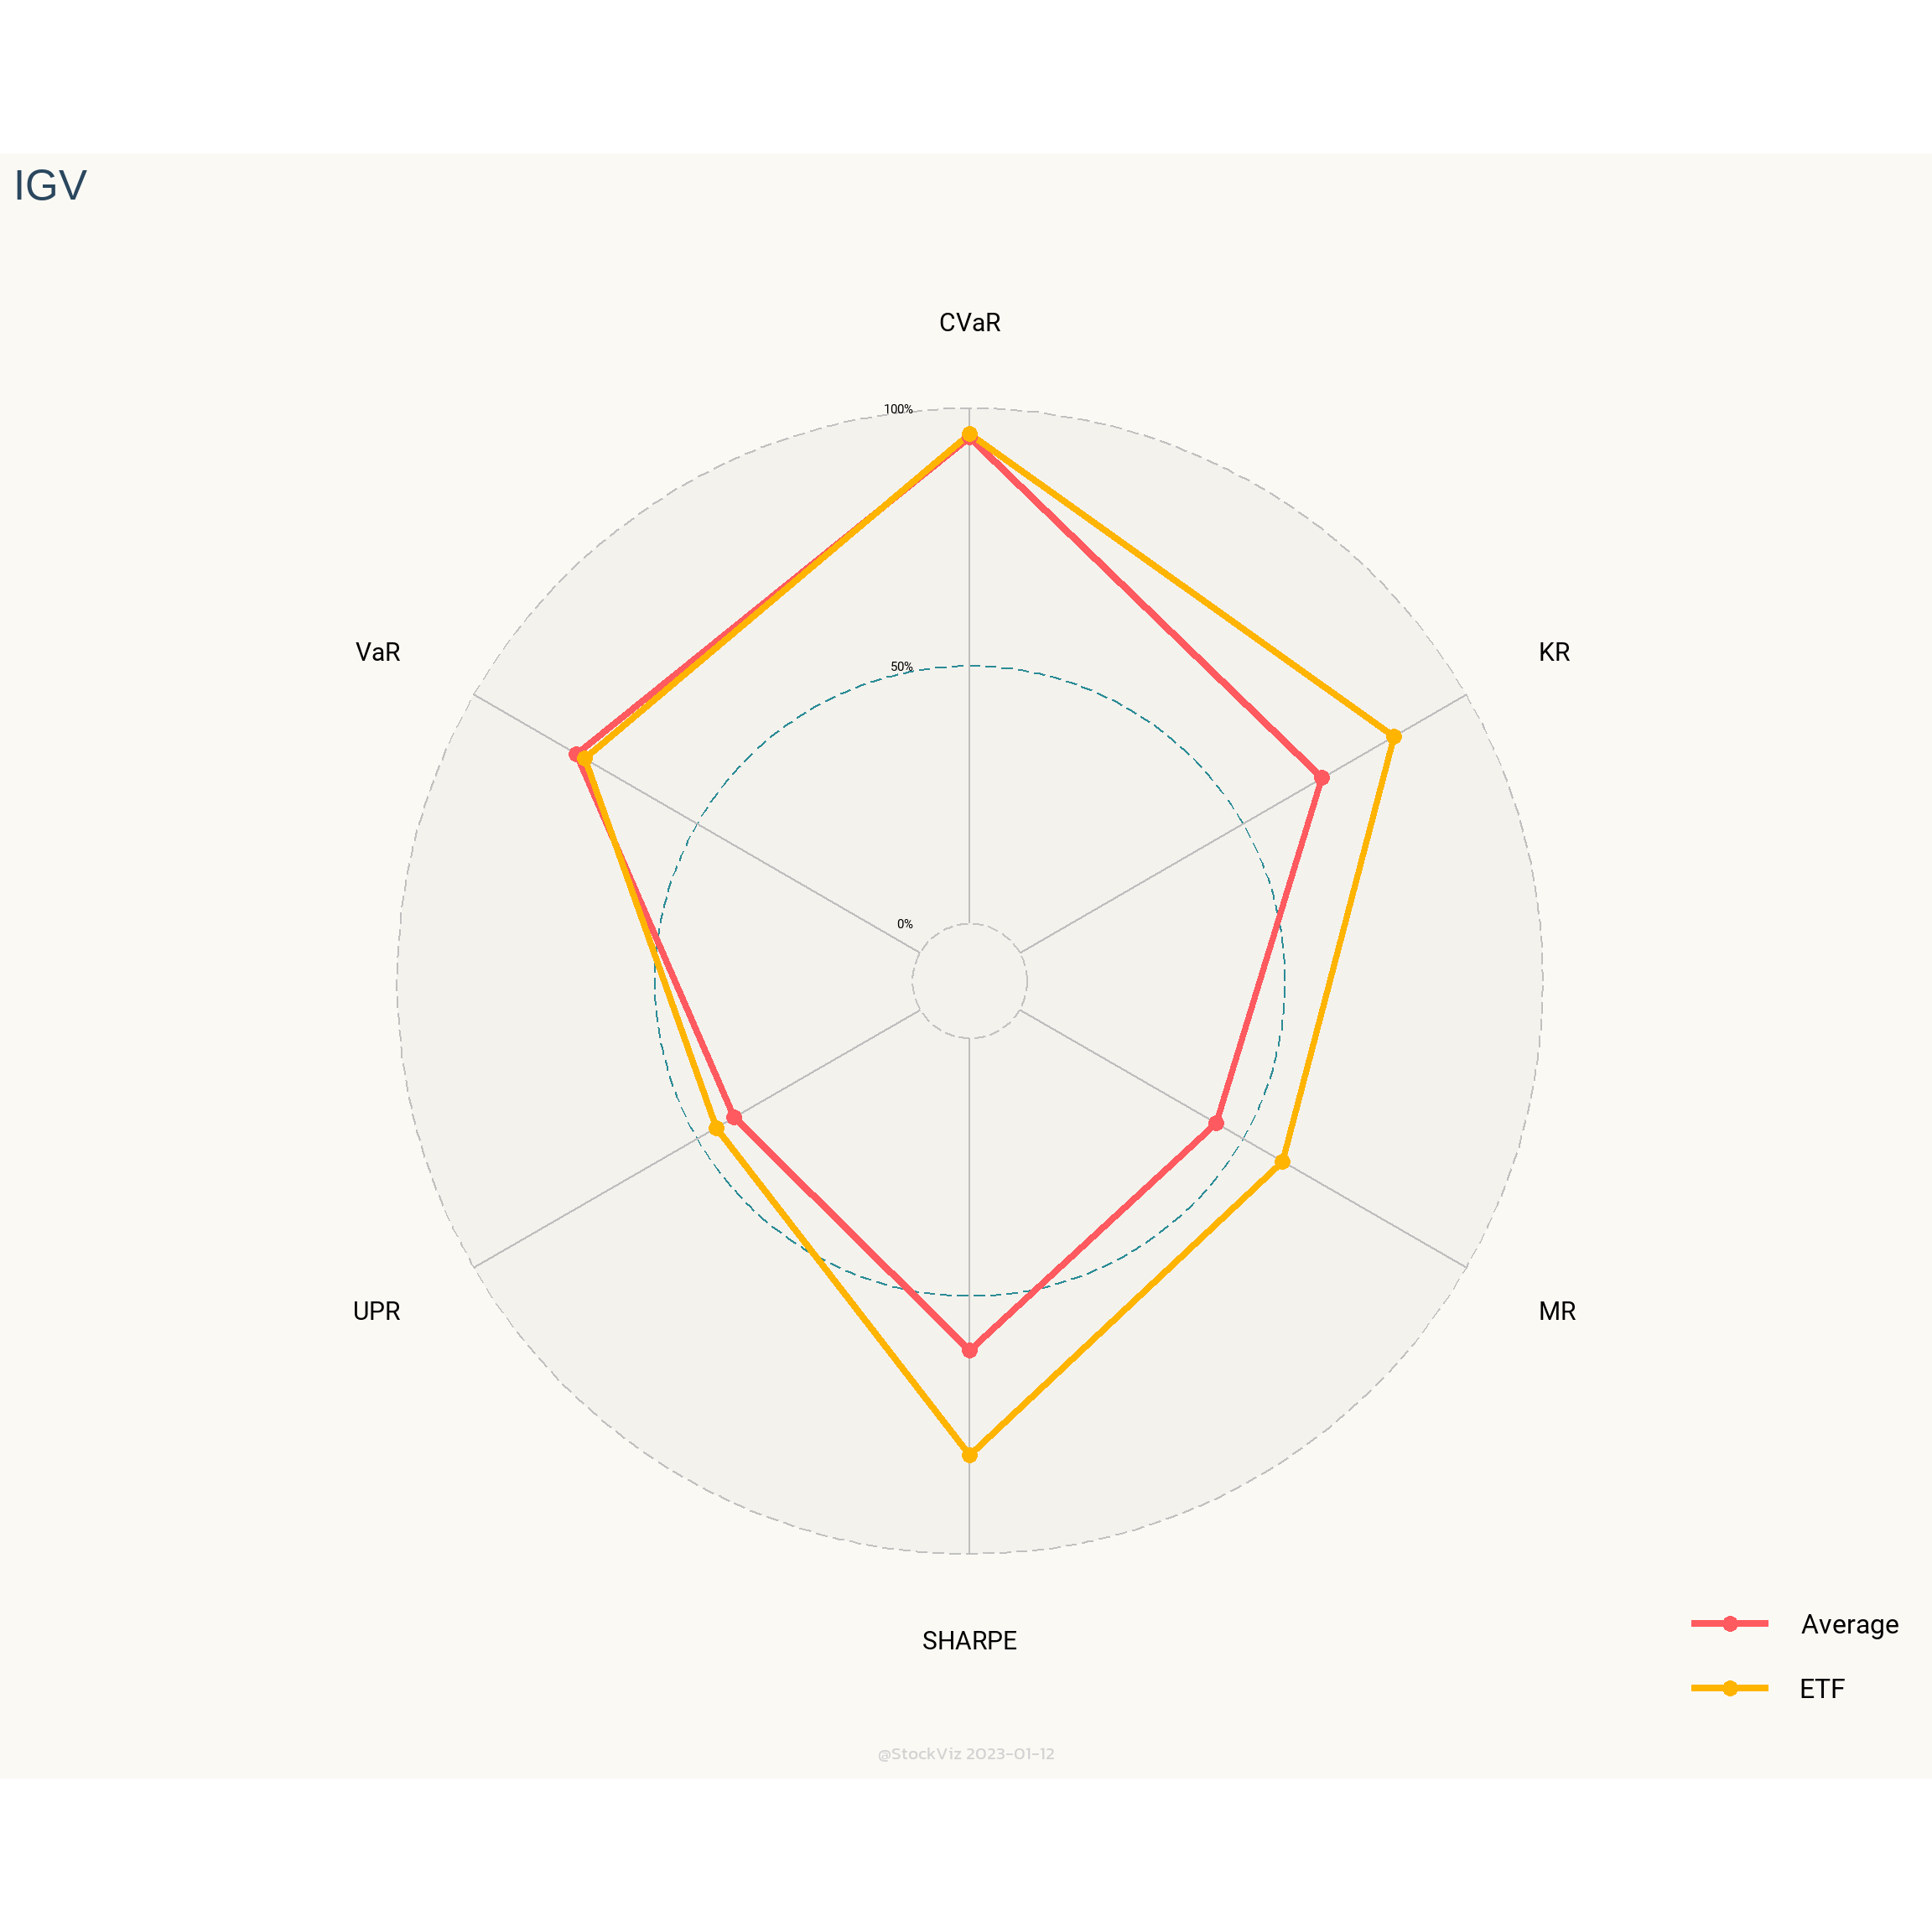 IGV
CVaR
100%
VaR
KR
50%
0%
UPR
MR
SHARPE
Average
ETF
@StockViz 2023-01-12